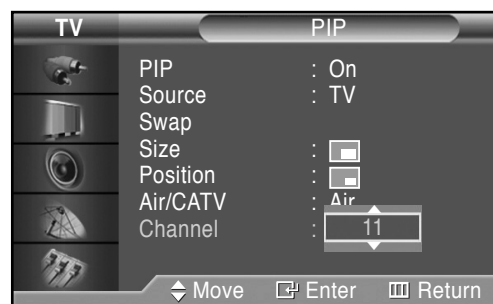 TV PIP
PIP : On
Source : TV
Swap
Size :
Position :
Air/CATV : Air
Channel : 11
Move Enter Return